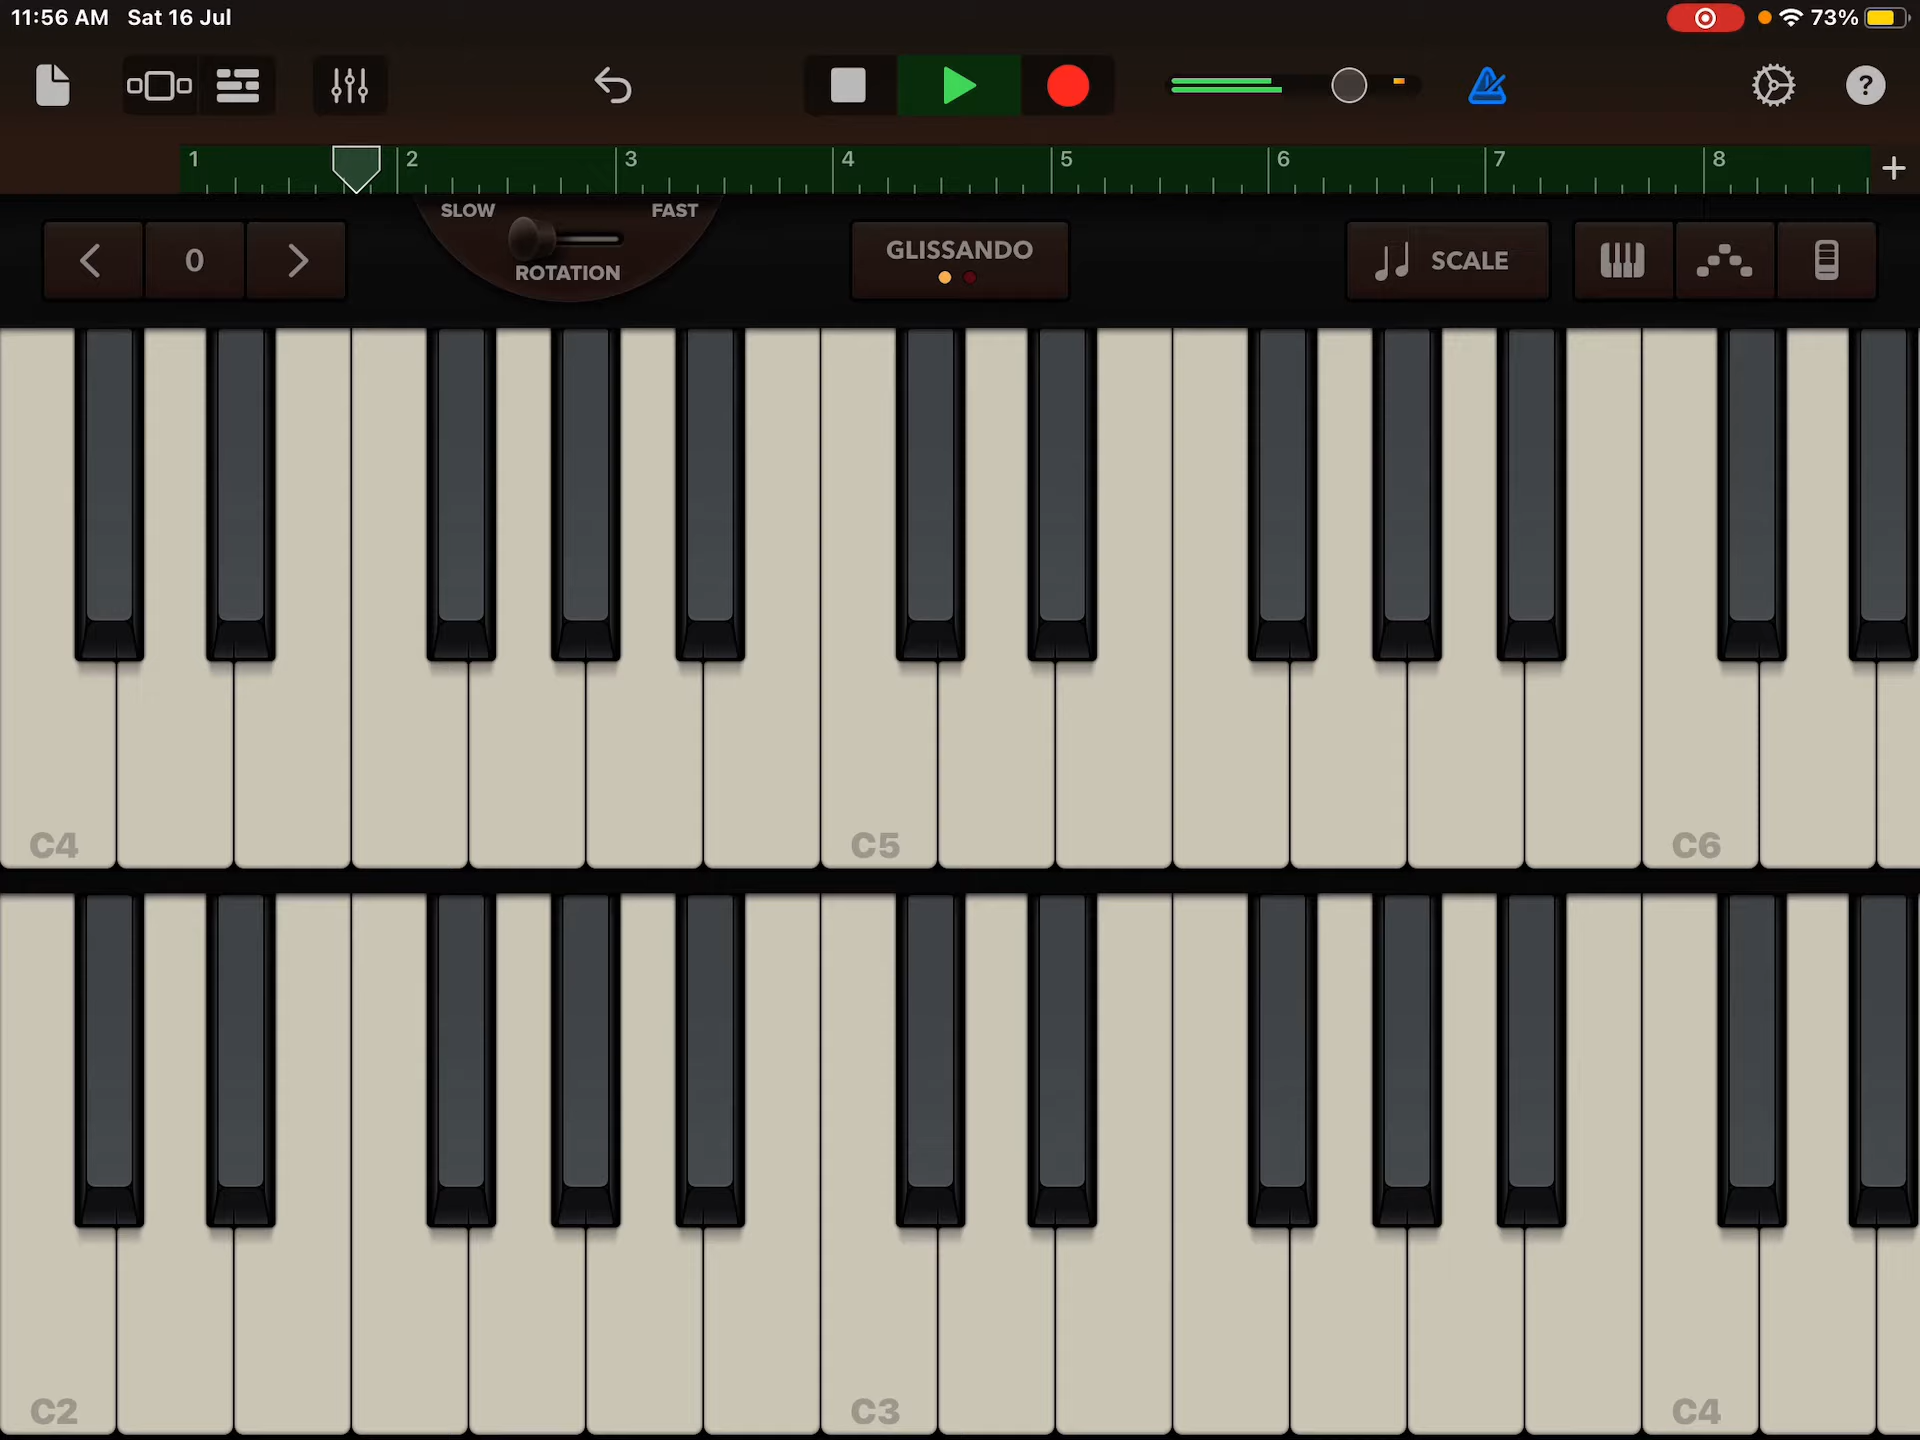 11:56 AM Sat 16 Jul
73%
?
1 2 3 4 5 6 7 8
+
SLOW FAST
ROTATION
0
GLISSANDO
SCALE
C4 C5 C6
C2 C3 C4